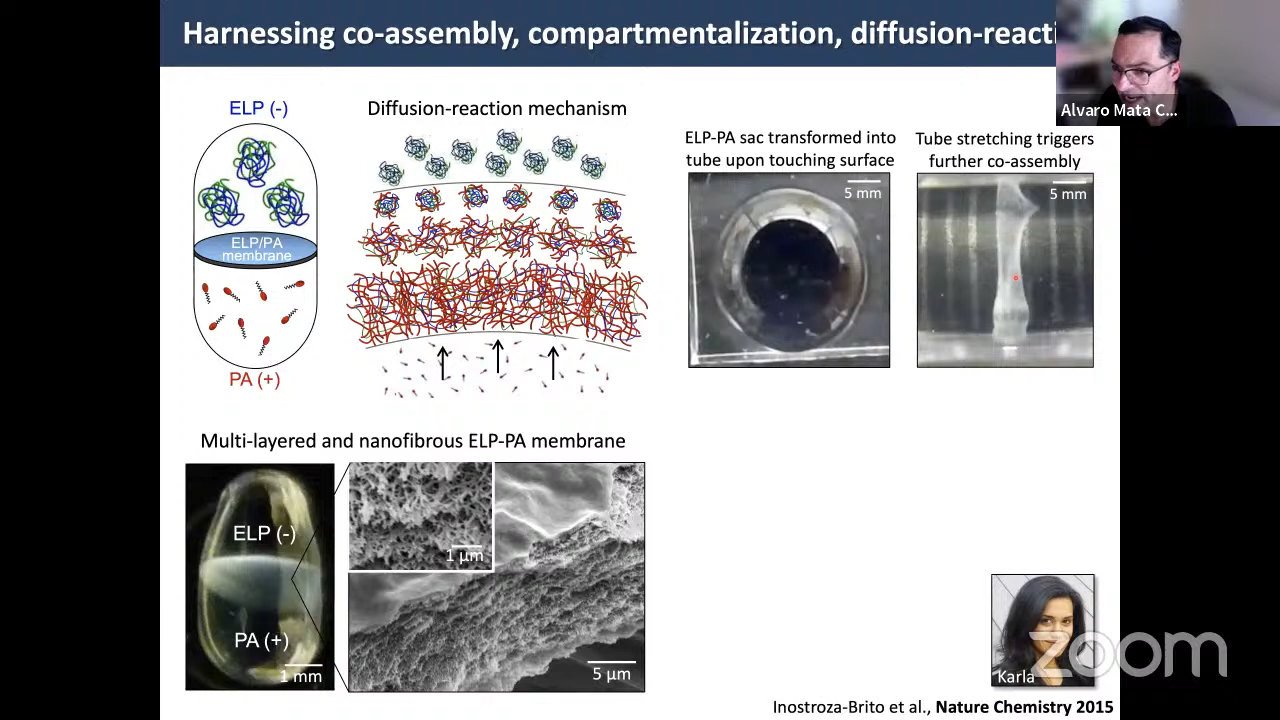 Harnessing co-assembly, compartmentalization, diffusion-reacti
Alvaro Mata C...
ELP (-)
ELP/PA
membrane
PA (+)
Diffusion-reaction mechanism
ELP-PA sac transformed into
tube upon touching surface
5 mm
Tube stretching triggers
further co-assembly
5 mm
Multi-layered and nanofibrous ELP-PA membrane
ELP (-)
PA (+)
1 mm
1 µm
5 µm
Karla
zoom
Inostroza-Brito et al., Nature Chemistry 2015